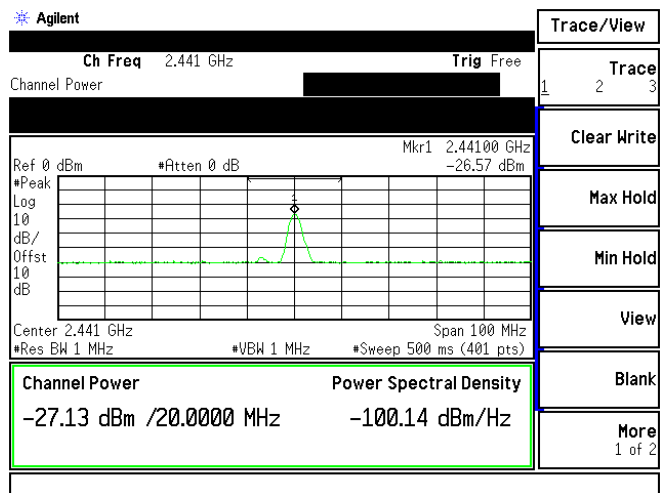 Agilent
Trace/View
Ch Freq 2.441 GHz Trig Free
Channel Power
Trace
1 2 3
Clear Write
Max Hold
Min Hold
View
Blank
More
1 of 2
Mkr1 2.44100 GHz
Ref 0 dBm #Atten 0 dB -26.57 dBm
#Peak
Log
10
dB/
Offst
10
dB
1
Center 2.441 GHz Span 100 MHz
#Res BW 1 MHz #VBW 1 MHz #Sweep 500 ms (401 pts)
Channel Power Power Spectral Density
-27.13 dBm /20.0000 MHz -100.14 dBm/Hz